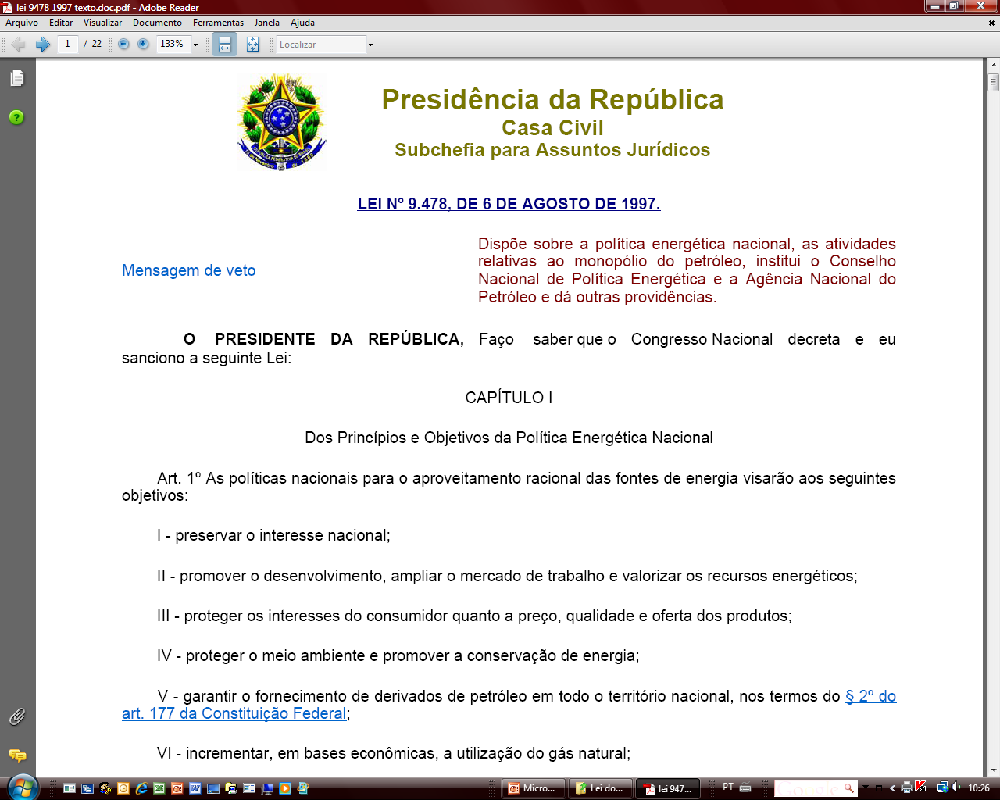 lei 9478 1997 texto.doc.pdf - Adobe Reader
Arquivo Editar Visualizar Documento Ferramentas Janela Ajuda
1 / 22 133% Localizar
Presidência da República
Casa Civil
Subchefia para Assuntos Jurídicos
LEI Nº 9.478, DE 6 DE AGOSTO DE 1997.
Mensagem de veto
Dispõe sobre a política energética nacional, as atividades
relativas ao monopólio do petróleo, institui o Conselho
Nacional de Política Energética e a Agência Nacional do
Petróleo e dá outras providências.
O PRESIDENTE DA REPÚBLICA, Faço saber que o Congresso Nacional decreta e eu
sanciono a seguinte Lei:
CAPÍTULO I
Dos Princípios e Objetivos da Política Energética Nacional
Art. 1º As políticas nacionais para o aproveitamento racional das fontes de energia visarão aos seguintes
objetivos:
I - preservar o interesse nacional;
II - promover o desenvolvimento, ampliar o mercado de trabalho e valorizar os recursos energéticos;
III - proteger os interesses do consumidor quanto a preço, qualidade e oferta dos produtos;
IV - proteger o meio ambiente e promover a conservação de energia;
V - garantir o fornecimento de derivados de petróleo em todo o território nacional, nos termos do § 2º do
art. 177 da Constituição Federal;
VI - incrementar, em bases econômicas, a utilização do gás natural;
Micro... Lei do... lei 947... PT Google 10:26